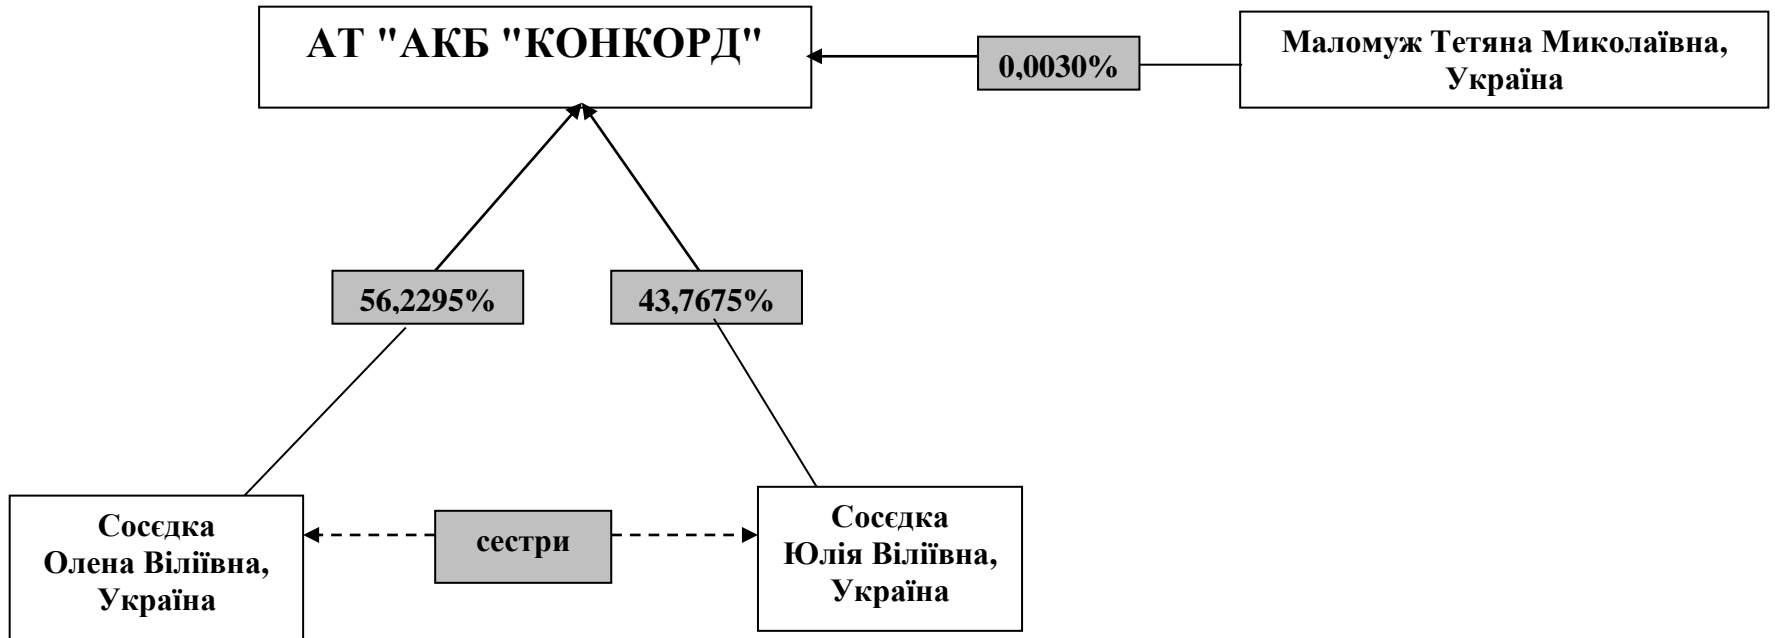 АТ "АКБ "КОНКОРД"
0,0030%
Маломуж Тетяна Миколаївна,
Україна
56,2295%
43,7675%
Сосєдка
Олена Віліївна,
Україна
сестри
Сосєдка
Юлія Віліївна,
Україна